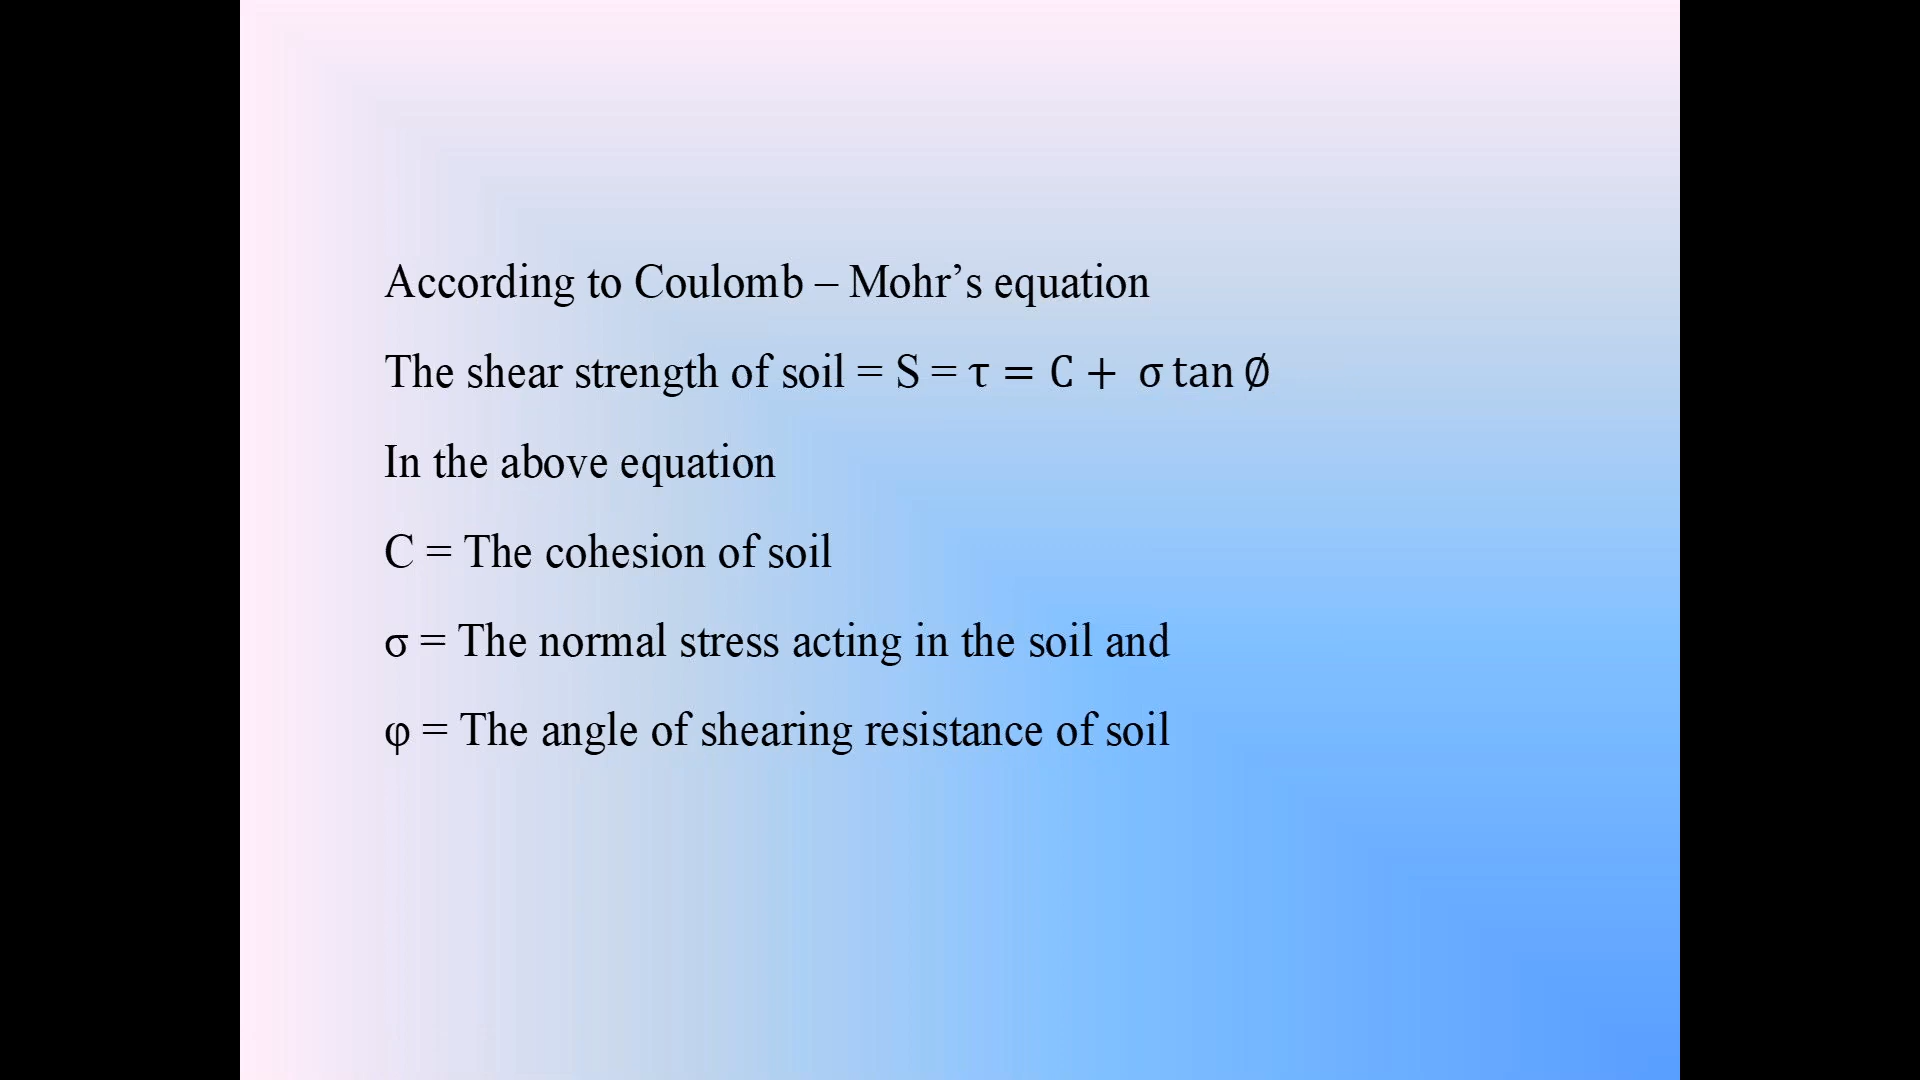 According to Coulomb – Mohr’s equation
The shear strength of soil = S = τ = C + σ tan ∅
In the above equation
C = The cohesion of soil
σ = The normal stress acting in the soil and
φ = The angle of shearing resistance of soil